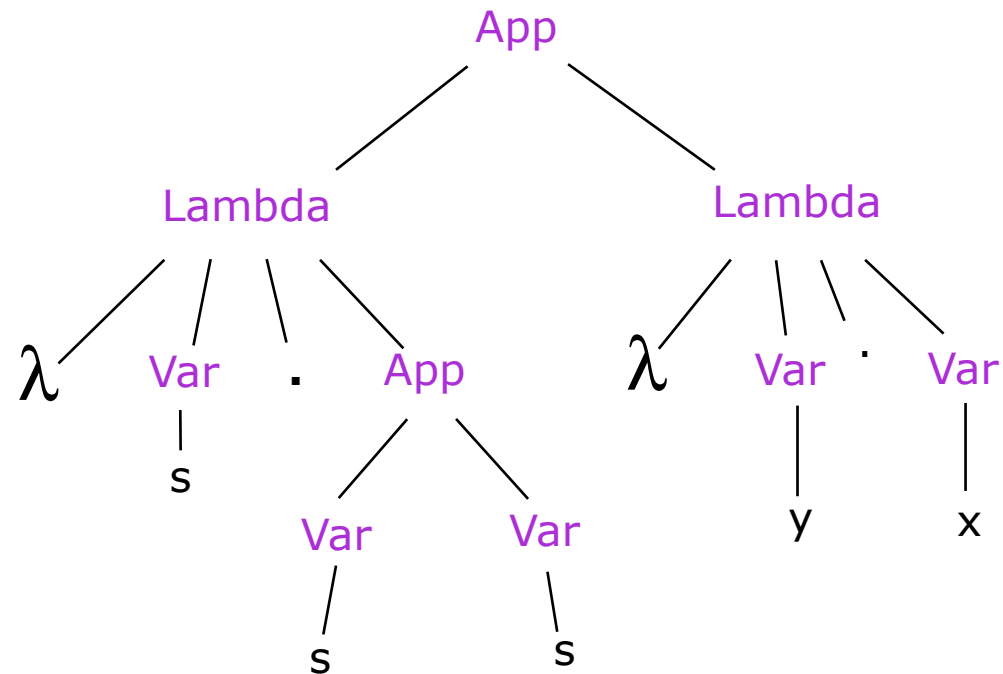 App
Lambda Lambda
λ Var . App λ Var . Var
s y x
Var Var
s s